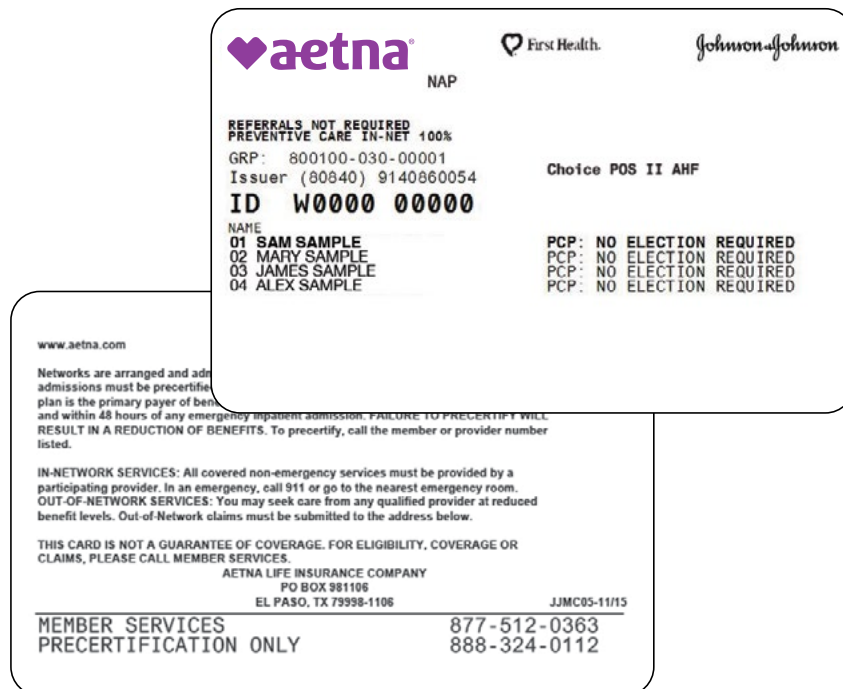 aetna®
First Health.
Johnson & Johnson
NAP
REFERRALS NOT REQUIRED
PREVENTIVE CARE IN-NET 100%
GRP: 800100-030-00001
Issuer (80840) 9140860054
Choice POS II AHF
ID W0000 00000
NAME
01 SAM SAMPLE PCP: NO ELECTION REQUIRED
02 MARY SAMPLE PCP: NO ELECTION REQUIRED
03 JAMES SAMPLE PCP: NO ELECTION REQUIRED
04 ALEX SAMPLE PCP: NO ELECTION REQUIRED
www.aetna.com
Networks are arranged and
admissions must be precertified
plan is the primary payer of
and within 48 hours of any emergency inpatient admission. FAILURE TO PRECERTIFY WILL
RESULT IN A REDUCTION OF BENEFITS. To precertify, call the member or provider number
listed.
IN-NETWORK SERVICES: All covered non-emergency services must be provided by a
participating provider. In an emergency, call 911 or go to the nearest emergency room.
OUT-OF-NETWORK SERVICES: You may seek care from any qualified provider at reduced
benefit levels. Out-of-Network claims must be submitted to the address below.
THIS CARD IS NOT A GUARANTEE OF COVERAGE. FOR ELIGIBILITY, COVERAGE OR
CLAIMS, PLEASE CALL MEMBER SERVICES.
AETNA LIFE INSURANCE COMPANY
PO BOX 981106
EL PASO, TX 79998-1106 JJMC05-11/15
MEMBER SERVICES 877-512-0363
PRECERTIFICATION ONLY 888-324-0112